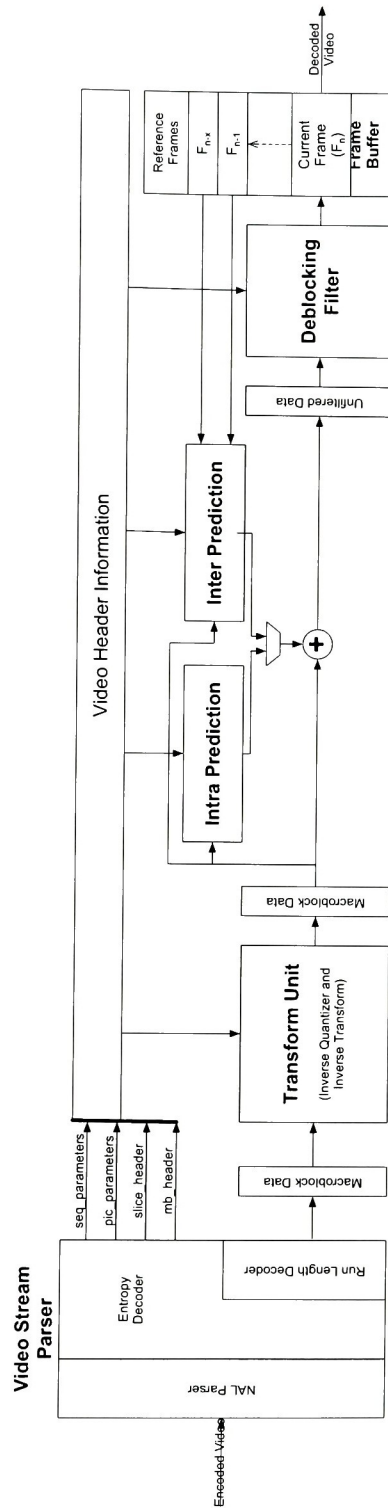 Video Stream
Parser
Encoded Video
NAL Parser
Entropy
Decoder
Run Length Decoder
seq_parameters
pic_parameters
slice_header
mb_header
Video Header Information
Macroblock Data
Transform Unit
(Inverse Quantizer and
Inverse Transform)
Macroblock Data
Intra Prediction
Inter Prediction
+
Unfiltered Data
Deblocking
Filter
Reference
Frames
Fn-x
Fn-1
Current
Frame
(Fn)
Frame
Buffer
Decoded
Video